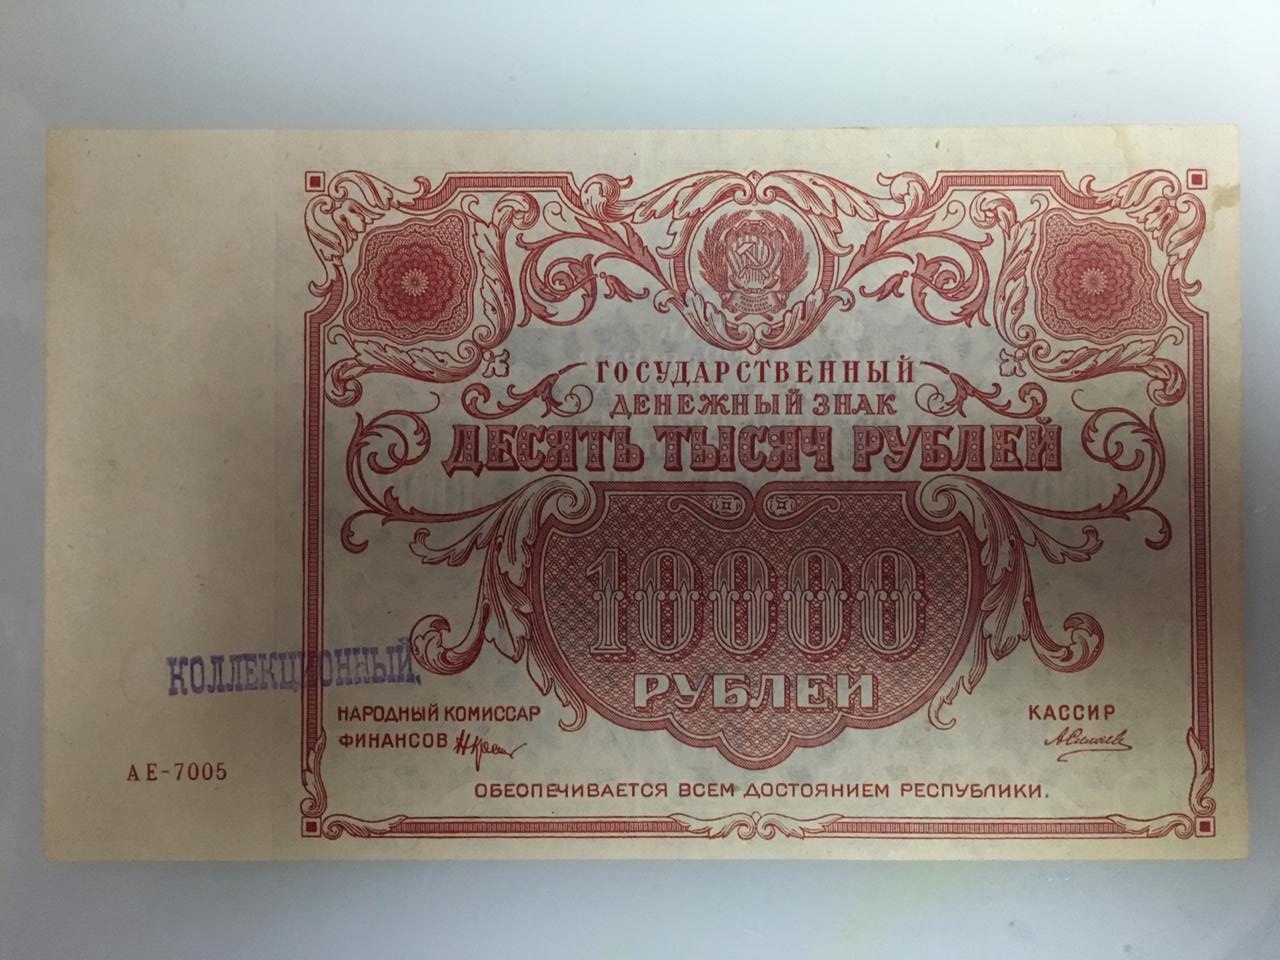 ГОСУДАРСТВЕННЫЙ
ДЕНЕЖНЫЙ ЗНАК
ДЕСЯТЬ ТЫСЯЧ РУБЛЕЙ
10000
РУБЛЕЙ
КОЛЛЕКЦИОННЫЙ.
НАРОДНЫЙ КОМИССАР
ФИНАНСОВ
КАССИР
АЕ-7005
ОБЕСПЕЧИВАЕТСЯ ВСЕМ ДОСТОЯНИЕМ РЕСПУБЛИКИ.